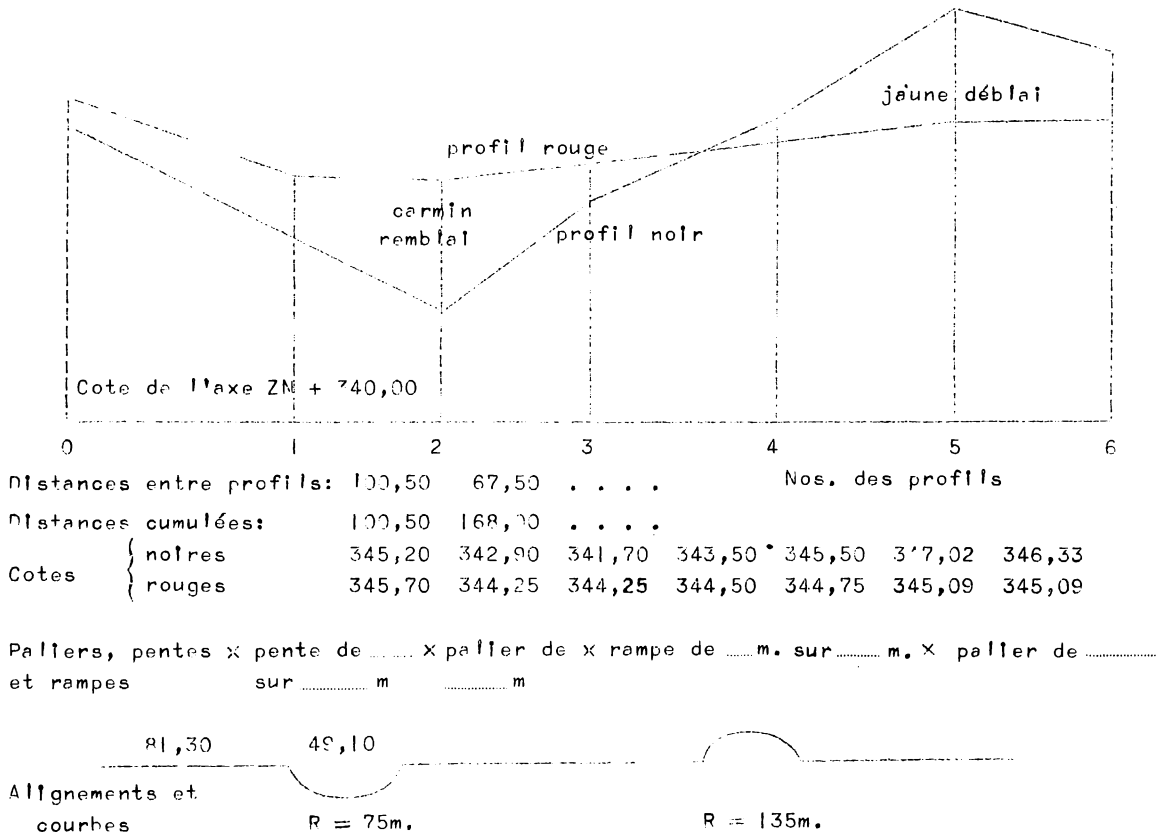 jaune déblai
profil rouge
carmin
remblai
profil noir
Cote de l'axe ZN + 340,00
0 1 2 3 4 5 6
Distances entre profils: 100,50 67,50 . . . . Nos. des profils
Distances cumulées: 100,50 168,00 . . . .
noires 345,20 342,90 341,70 343,50 345,50 347,02 346,33
Cotes
rouges 345,70 344,25 344,25 344,50 344,75 345,09 345,09
Paliers, pentes x pente de ...... x palier de x rampe de ...... m. sur ...... m. x palier de ......
et rampes sur ...... m ...... m
81,30 49,10
Alignements et
courbes R = 75m. R = 135m.